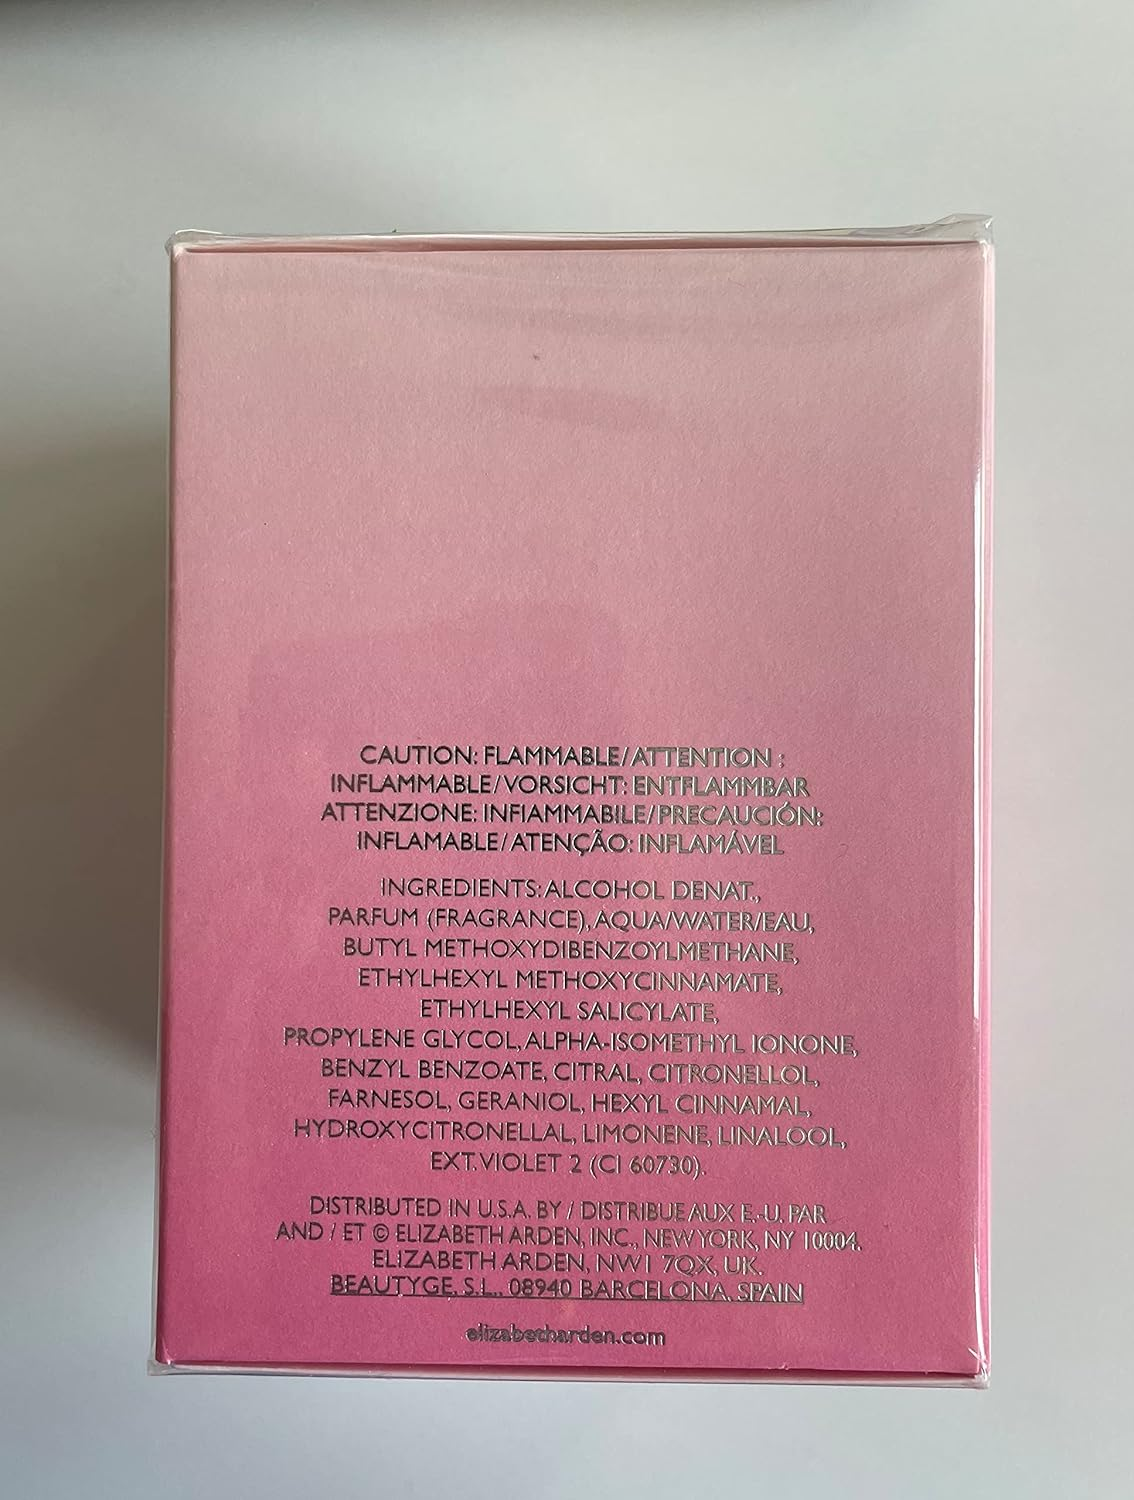 CAUTION: FLAMMABLE/ATTENTION :
INFLAMMABLE/VORSICHT: ENTFLAMMBAR
ATTENZIONE: INFIAMMABILE/PRECAUCIÓN:
INFLAMABLE/ATENÇÃO: INFLAMÁVEL
INGREDIENTS: ALCOHOL DENAT.,
PARFUM (FRAGRANCE), AQUA/WATER/EAU,
BUTYL METHOXYDIBENZOYLMETHANE,
ETHYLHEXYL METHOXYCINNAMATE,
ETHYLHEXYL SALICYLATE,
PROPYLENE GLYCOL, ALPHA-ISOMETHYL IONONE,
BENZYL BENZOATE, CITRAL, CITRONELLOL,
FARNESOL, GERANIOL, HEXYL CINNAMAL,
HYDROXYCITRONELLAL, LIMONENE, LINALOOL,
EXT. VIOLET 2 (CI 60730).
DISTRIBUTED IN U.S.A. BY / DISTRIBUE AUX E.-U. PAR
AND / ET © ELIZABETH ARDEN, INC., NEW YORK, NY 10004.
ELIZABETH ARDEN, NW1 7QX, UK.
BEAUTYGE, S.L., 08940 BARCELONA, SPAIN
elizabetharden.com